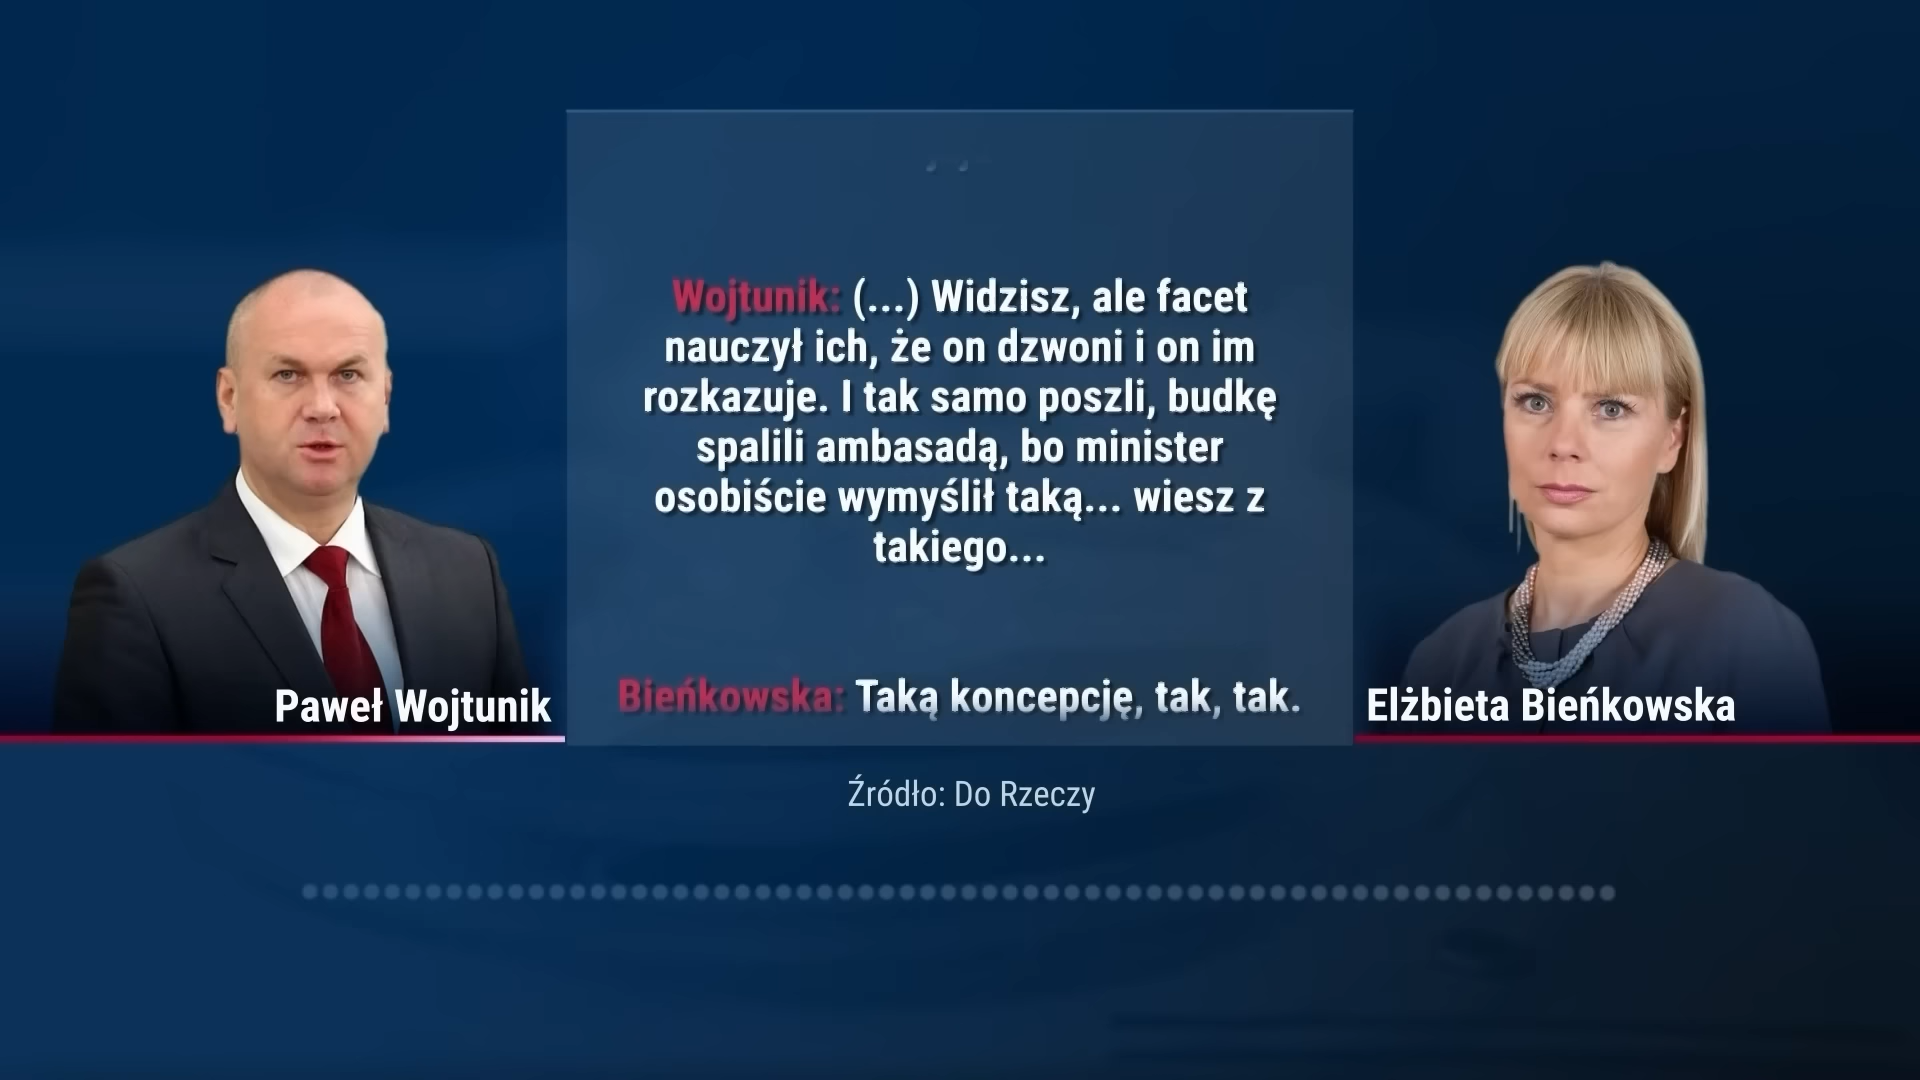 Wojtunik: (...) Widzisz, ale facet
nauczył ich, że on dzwoni i on im
rozkazuje. I tak samo poszli, budkę
spalili ambasadą, bo minister
osobiście wymyślił taką... wiesz z
takiego...
Bieńkowska: Taką koncepcję, tak, tak.
Paweł Wojtunik
Elżbieta Bieńkowska
Źródło: Do Rzeczy